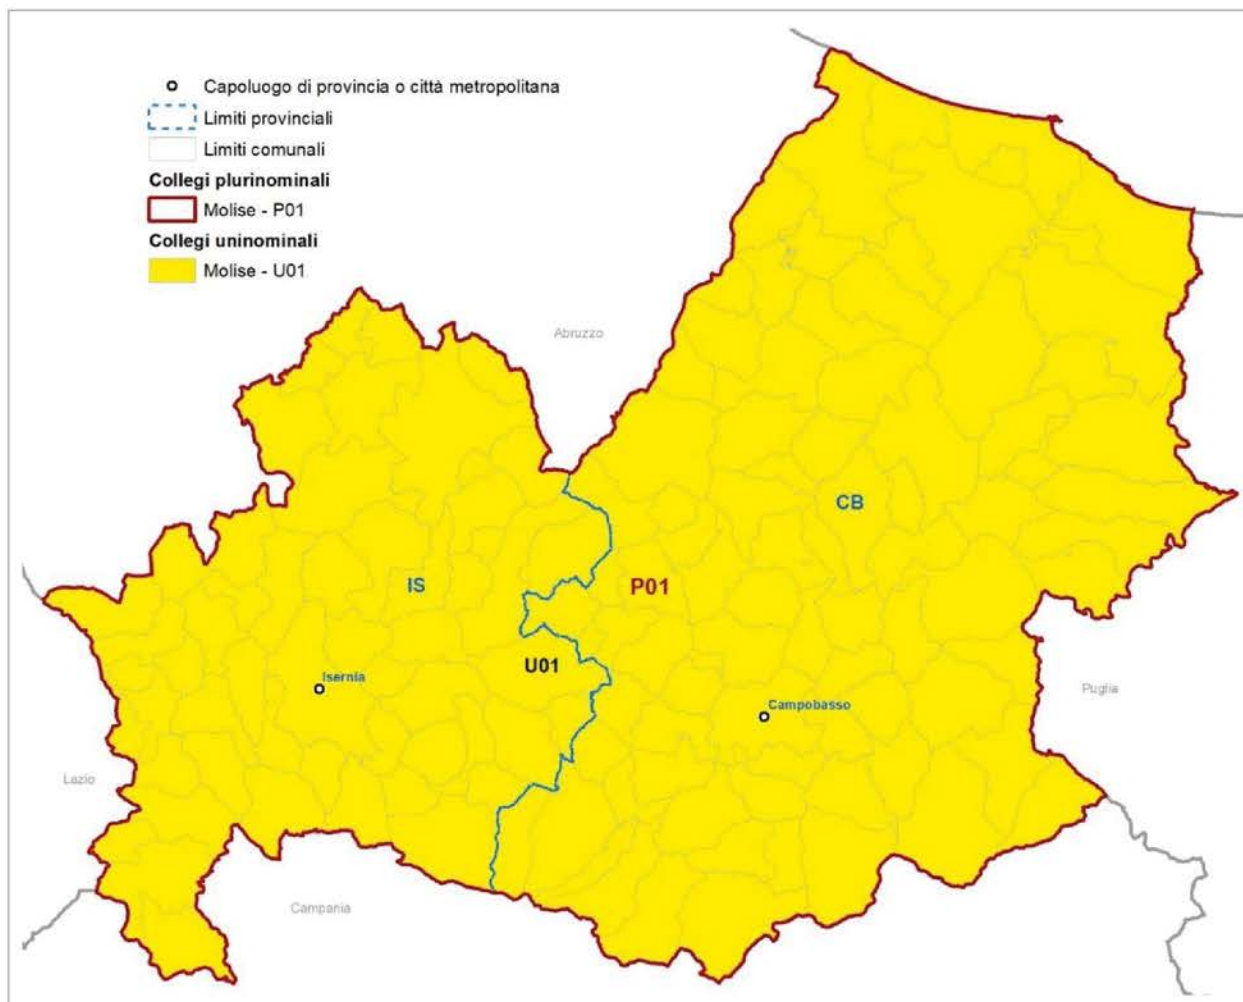 Capoluogo di provincia o città metropolitana
Limiti provinciali
Limiti comunali
Collegi plurinominali
Molise - P01
Collegi uninominali
Molise - U01
Abruzzo
CB
IS
P01
U01
Isernia
Puglia
Campobasso
Lazio
Campania